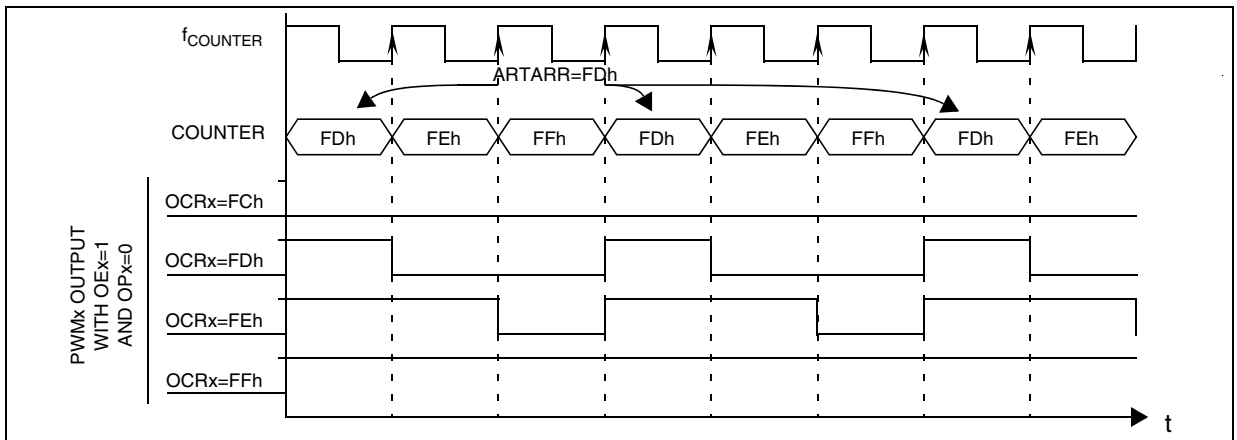 fCOUNTER
ARTARR=FDh
COUNTER
FDh FEh FFh FDh FEh FFh FDh FEh
PWMx OUTPUT
WITH OEx=1
AND OPx=0
OCRx=FCh
OCRx=FDh
OCRx=FEh
OCRx=FFh
t